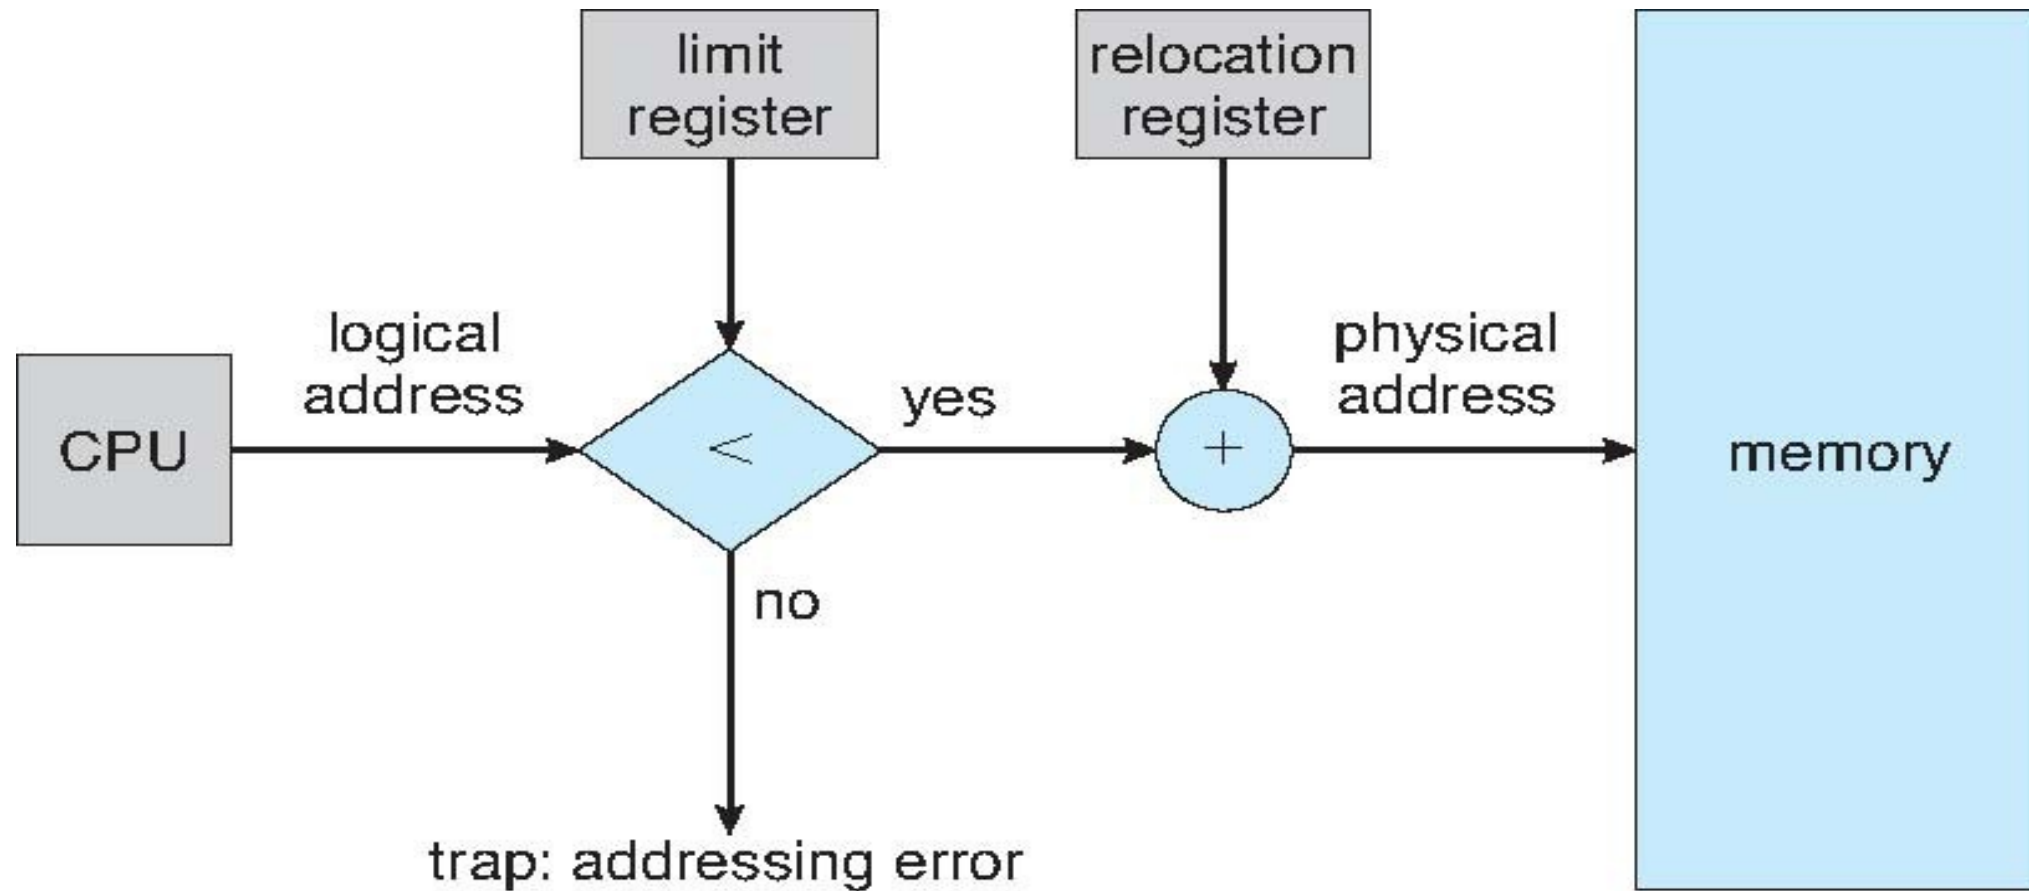 limit
register
relocation
register
logical
address
physical
address
CPU
<
yes
+
memory
no
trap: addressing error